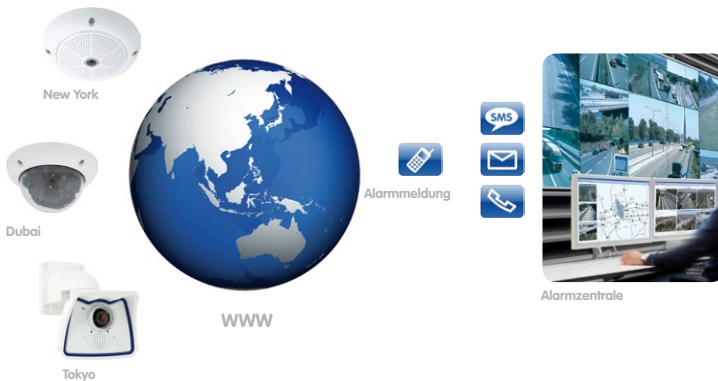 New York
Dubai
Tokyo
WWW
Alarmmeldung
SMS
Alarmzentrale